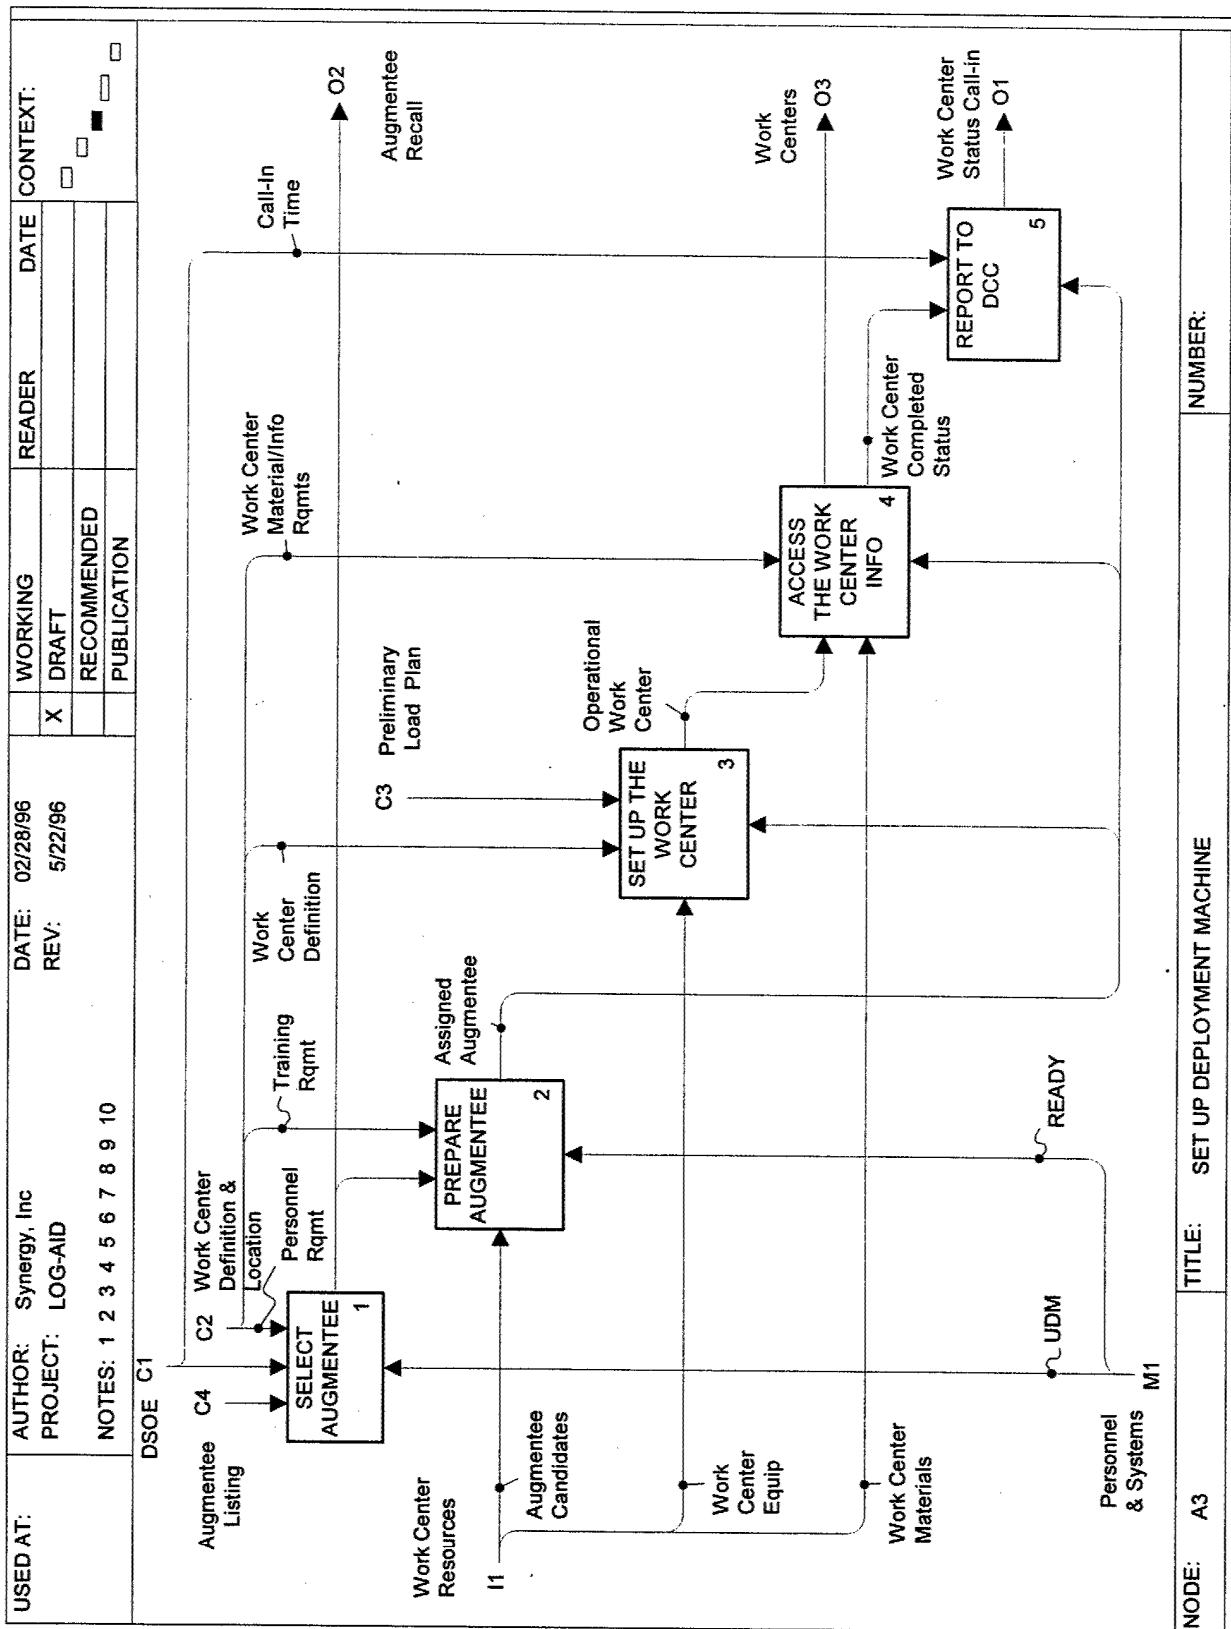 USED AT:
AUTHOR: Synergy, Inc
PROJECT: LOG-AID
NOTES: 1 2 3 4 5 6 7 8 9 10
DATE: 02/28/96
REV: 5/22/96
WORKING
X DRAFT
RECOMMENDED
PUBLICATION
READER DATE
CONTEXT:
DSOE C1
C4
Augmentee
Listing
C2
Work Center
Definition &
Location
Personnel
Rqmt
Training
Rqmt
Work
Center
Definition
C3
Preliminary
Load Plan
Work Center
Material/Info
Rqmts
Call-In
Time
O2
Augmentee
Recall
SELECT
AUGMENTEE
1
PREPARE
AUGMENTEE
2
Assigned
Augmentee
SET UP THE
WORK
CENTER
3
Operational
Work
Center
ACCESS
THE WORK
CENTER
INFO
4
Work Center
Completed
Status
Work
Centers
O3
REPORT TO
DCC
5
Work Center
Status Call-in
O1
Work Center
Resources
I1
Augmentee
Candidates
Work
Center
Equip
Work Center
Materials
Personnel
& Systems
M1
UDM
READY
NODE: A3
TITLE: SET UP DEPLOYMENT MACHINE
NUMBER: